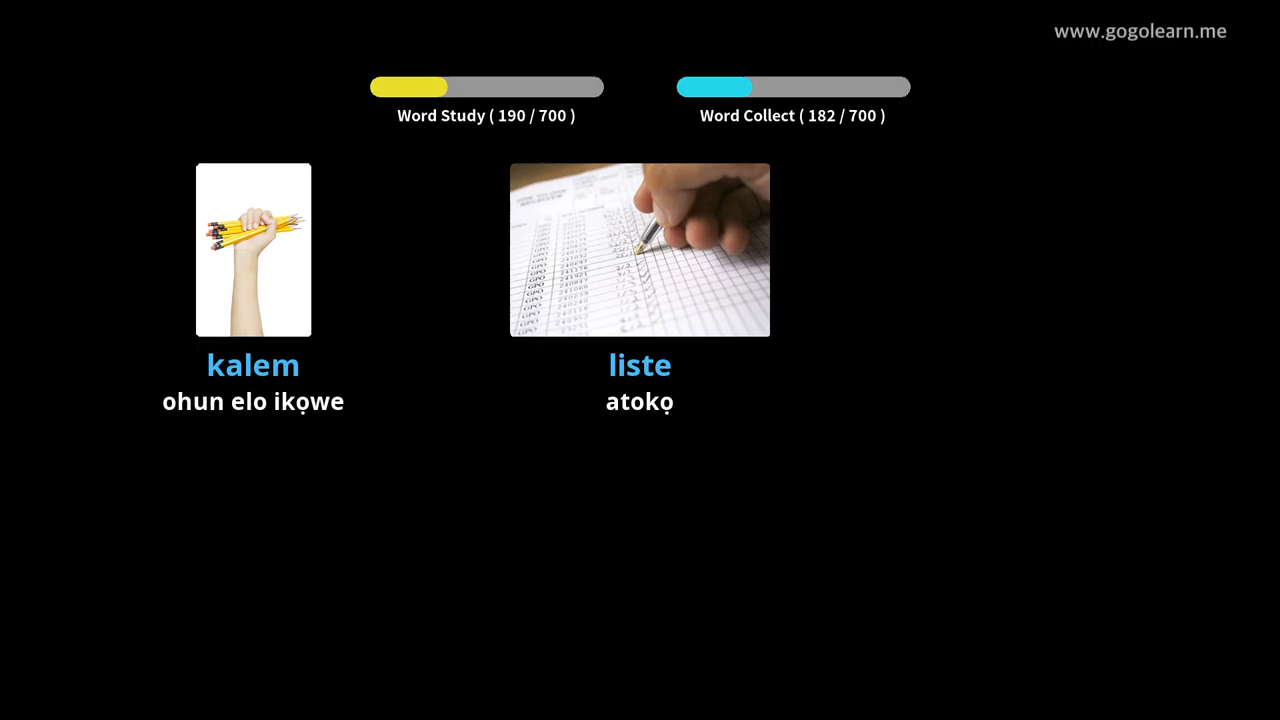 www.gogolearn.me
Word Study ( 190 / 700 )
Word Collect ( 182 / 700 )
kalem
liste
ohun elo ikọwe
atokọ